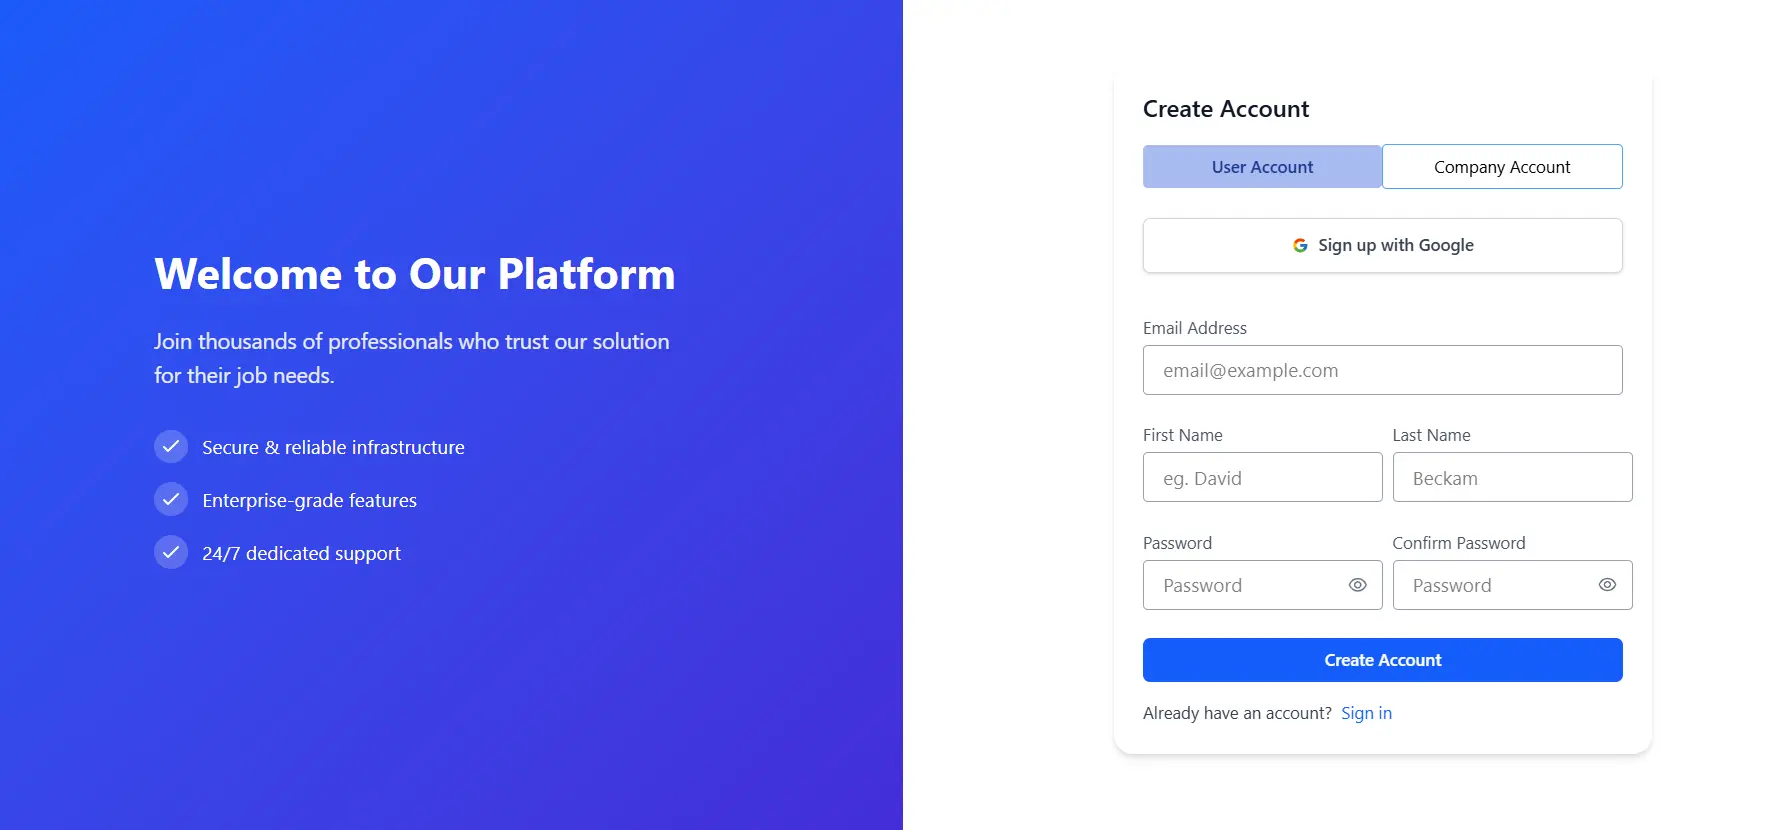 Welcome to Our Platform
Join thousands of professionals who trust our solution
for their job needs.
Secure & reliable infrastructure
Enterprise-grade features
24/7 dedicated support
Create Account
User Account
Company Account
Sign up with Google
Email Address
email@example.com
First Name
Last Name
eg. David
Beckam
Password
Confirm Password
Password
Password
Create Account
Already have an account? Sign in